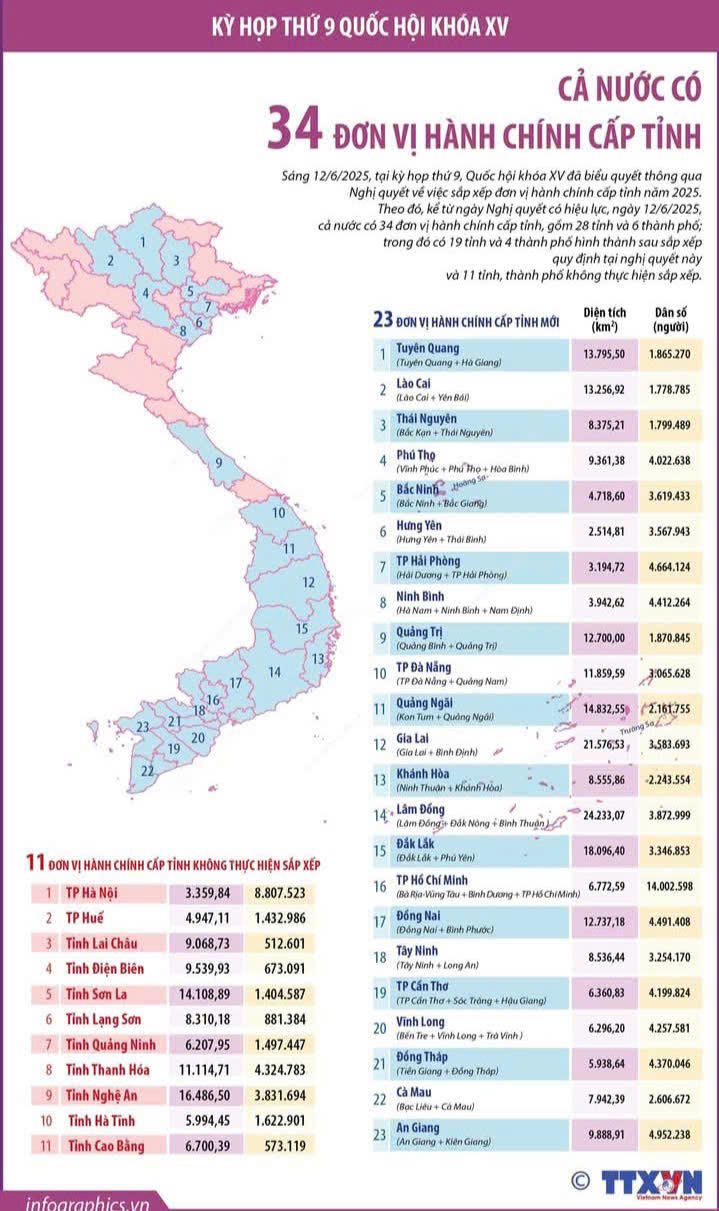 KỲ HỌP THỨ 9 QUỐC HỘI KHÓA XV
CẢ NƯỚC CÓ
34 ĐƠN VỊ HÀNH CHÍNH CẤP TỈNH
Sáng 12/6/2025, tại kỳ họp thứ 9, Quốc hội khóa XV đã biểu quyết thông qua
Nghị quyết về việc sắp xếp đơn vị hành chính cấp tỉnh năm 2025.
Theo đó, kể từ ngày Nghị quyết có hiệu lực, ngày 12/6/2025,
cả nước có 34 đơn vị hành chính cấp tỉnh, gồm 28 tỉnh và 6 thành phố;
trong đó có 19 tỉnh và 4 thành phố hình thành sau sắp xếp
quy định tại nghị quyết này
và 11 tỉnh, thành phố không thực hiện sắp xếp.
1
2
3
4
5
7
6
8
9
10
11
12
15
13
14
17
16
18
21
23
20
19
22
Hoàng Sa
Trường Sa
23 ĐƠN VỊ HÀNH CHÍNH CẤP TỈNH MỚI Diện tích (km²) Dân số (người)
1 Tuyên Quang 13.795,50 1.865.270
(Tuyên Quang + Hà Giang)
2 Lào Cai 13.256,92 1.778.785
(Lào Cai + Yên Bái)
3 Thái Nguyên 8.375,21 1.799.489
(Bắc Kạn + Thái Nguyên)
4 Phú Thọ 9.361,38 4.022.638
(Vĩnh Phúc + Phú Thọ + Hòa Bình)
5 Bắc Ninh 4.718,60 3.619.433
(Bắc Ninh + Bắc Giang)
6 Hưng Yên 2.514,81 3.567.943
(Hưng Yên + Thái Bình)
7 TP Hải Phòng 3.194,72 4.664.124
(Hải Dương + TP Hải Phòng)
8 Ninh Bình 3.942,62 4.412.264
(Hà Nam + Ninh Bình + Nam Định)
9 Quảng Trị 12.700,00 1.870.845
(Quảng Bình + Quảng Trị)
10 TP Đà Nẵng 11.859,59 3.065.628
(TP Đà Nẵng + Quảng Nam)
11 Quảng Ngãi 14.832,55 2.161.755
(Kon Tum + Quảng Ngãi)
12 Gia Lai 21.576,53 3.583.693
(Gia Lai + Bình Định)
13 Khánh Hòa 8.555,86 2.243.554
(Ninh Thuận + Khánh Hòa)
14 Lâm Đồng 24.233,07 3.872.999
(Lâm Đồng + Đắk Nông + Bình Thuận)
15 Đắk Lắk 18.096,40 3.346.853
(Đắk Lắk + Phú Yên)
16 TP Hồ Chí Minh 6.772,59 14.002.598
(Bà Rịa-Vũng Tàu + Bình Dương + TP Hồ Chí Minh)
17 Đồng Nai 12.737,18 4.491.408
(Đồng Nai + Bình Phước)
18 Tây Ninh 8.536,44 3.254.170
(Tây Ninh + Long An)
19 TP Cần Thơ 6.360,83 4.199.824
(TP Cần Thơ + Sóc Trăng + Hậu Giang)
20 Vĩnh Long 6.296,20 4.257.581
(Bến Tre + Vĩnh Long + Trà Vinh)
21 Đồng Tháp 5.938,64 4.370.046
(Tiền Giang + Đồng Tháp)
22 Cà Mau 7.942,39 2.606.672
(Bạc Liêu + Cà Mau)
23 An Giang 9.888,91 4.952.238
(An Giang + Kiên Giang)
11 ĐƠN VỊ HÀNH CHÍNH CẤP TỈNH KHÔNG THỰC HIỆN SẮP XẾP
1 TP Hà Nội 3.359,84 8.807.523
2 TP Huế 4.947,11 1.432.986
3 Tỉnh Lai Châu 9.068,73 512.601
4 Tỉnh Điện Biên 9.539,93 673.091
5 Tỉnh Sơn La 14.108,89 1.404.587
6 Tỉnh Lạng Sơn 8.310,18 881.384
7 Tỉnh Quảng Ninh 6.207,95 1.497.447
8 Tỉnh Thanh Hóa 11.114,71 4.324.783
9 Tỉnh Nghệ An 16.486,50 3.831.694
10 Tỉnh Hà Tĩnh 5.994,45 1.622.901
11 Tỉnh Cao Bằng 6.700,39 573.119
© TTXVN
Vietnam News Agency
infographics.vn